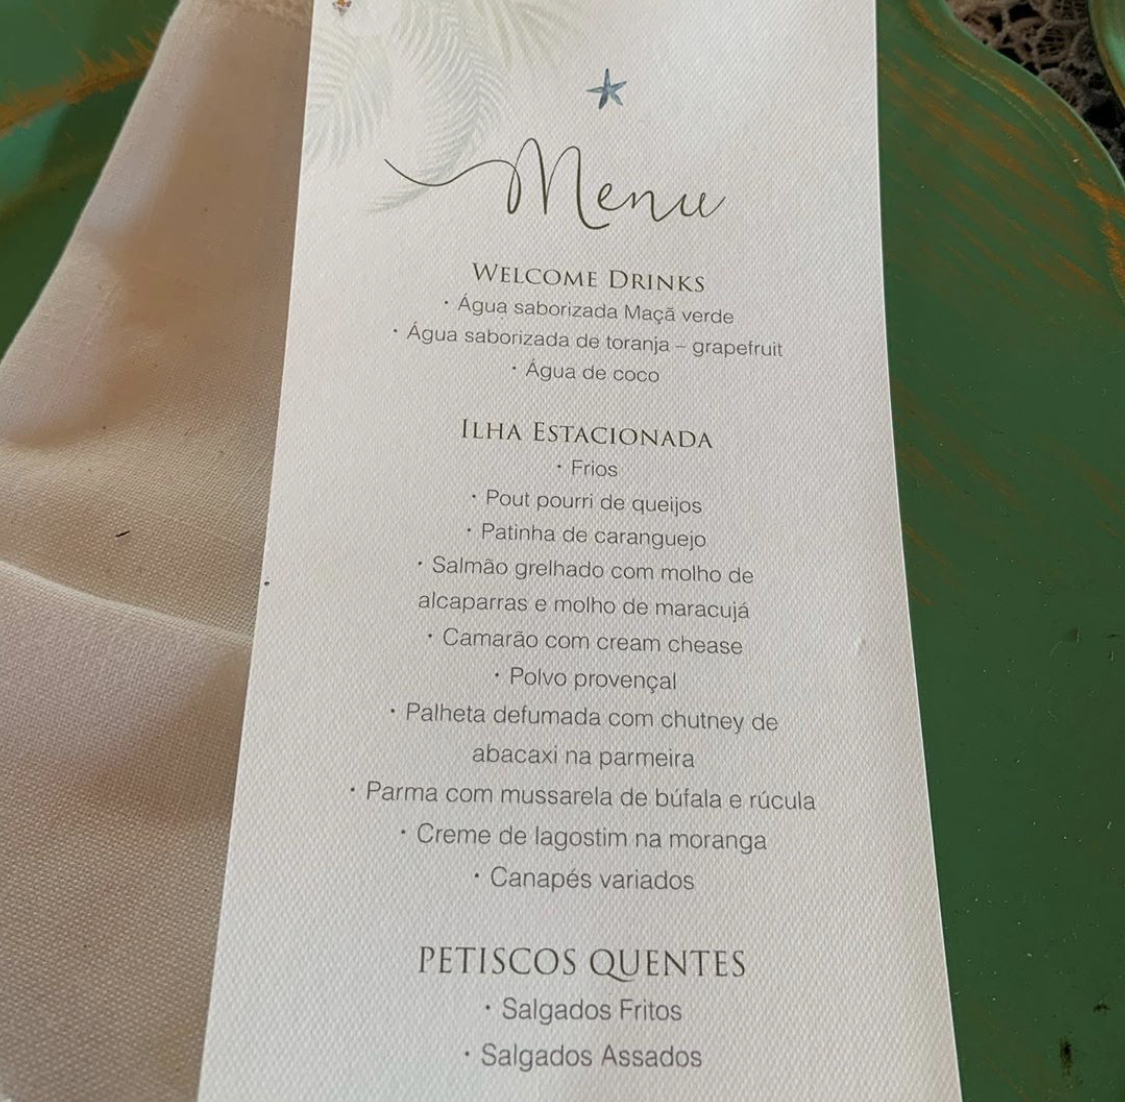 Menu
WELCOME DRINKS
· Água saborizada Maçã verde
· Água saborizada de toranja – grapefruit
· Água de coco
ILHA ESTACIONADA
· Frios
· Pout pourri de queijos
· Patinha de caranguejo
· Salmão grelhado com molho de
alcaparras e molho de maracujá
· Camarão com cream chease
· Polvo provençal
· Palheta defumada com chutney de
abacaxi na parmeira
· Parma com mussarela de búfala e rúcula
· Creme de lagostim na moranga
· Canapés variados
PETISCOS QUENTES
· Salgados Fritos
· Salgados Assados